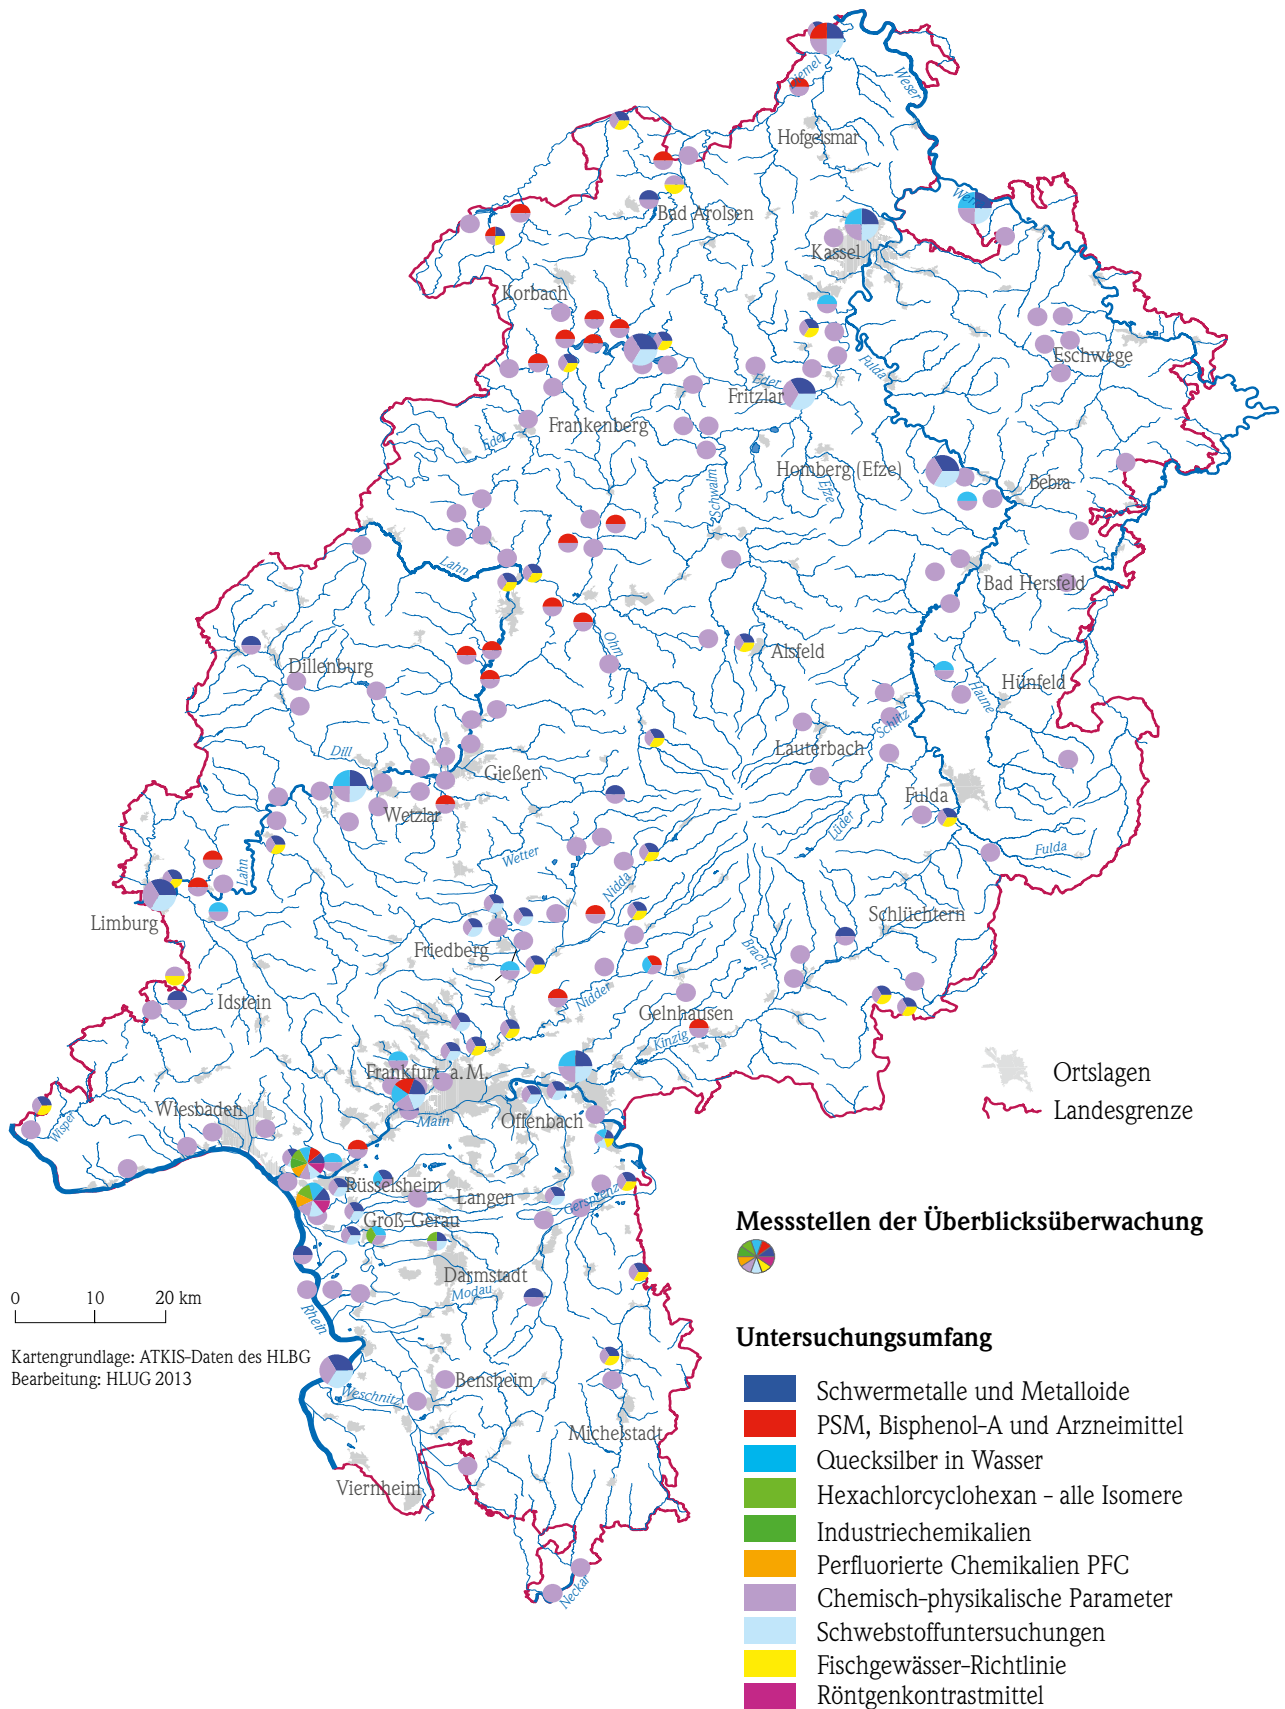 Diemel
Weser
Hofgeismar
Bad Arolsen
Werra
Kassel
Korbach
Eschwege
Fulda
Eder
Fritzlar
Frankenberg
Eder
Homberg (Efze)
Efze
Schwalm
Bebra
Lahn
Bad Hersfeld
Ohm
Alsfeld
Dillenburg
Haune
Hünfeld
Schlitz
Lauterbach
Dill
Gießen
Wetzlar
Fulda
Lüder
Fulda
Wetter
Lahn
Nidda
Limburg
Schlüchtern
Friedberg
Bracht
Idstein
Nidder
Gelnhausen
Kinzig
Frankfurt a. M.
Wiesbaden
Wisper
Main
Offenbach
Rüsselsheim
Langen
Gersprenz
Groß-Gerau
Darmstadt
Modau
Rhein
Weschnitz
Bensheim
Michelstadt
Viernheim
Neckar
Ortslagen
Landesgrenze
Messstellen der Überblicksüberwachung
0 10 20 km
Kartengrundlage: ATKIS-Daten des HLBG
Bearbeitung: HLUG 2013
Untersuchungsumfang
Schwermetalle und Metalloide
PSM, Bisphenol-A und Arzneimittel
Quecksilber in Wasser
Hexachlorcyclohexan - alle Isomere
Industriechemikalien
Perfluorierte Chemikalien PFC
Chemisch-physikalische Parameter
Schwebstoffuntersuchungen
Fischgewässer-Richtlinie
Röntgenkontrastmittel